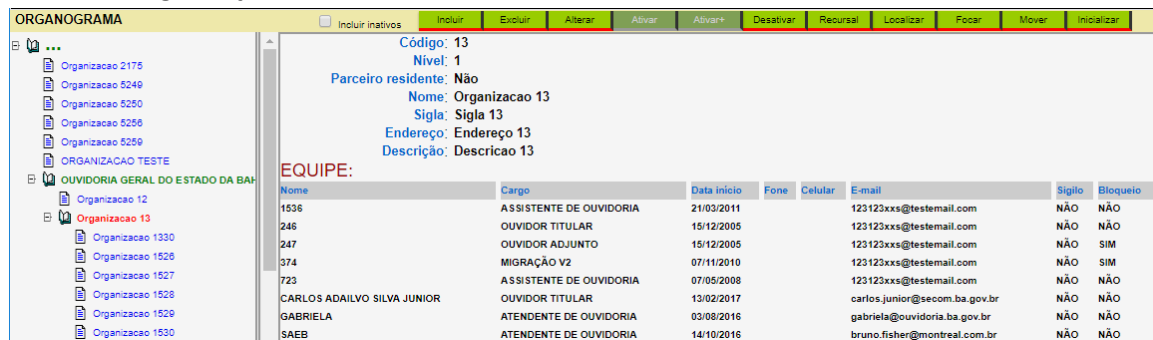 ORGANOGRAMA Incluir inativos Incluir Excluir Alterar Ativar Ativar+ Desativar Recursal Localizar Focar Mover Inicializar
...
Organizacao 2175
Organizacao 5249
Organizacao 5250
Organizacao 5256
Organizacao 5259
ORGANIZACAO TESTE
OUVIDORIA GERAL DO ESTADO DA BAH
Organizacao 12
Organizacao 13
Organizacao 1330
Organizacao 1526
Organizacao 1527
Organizacao 1528
Organizacao 1529
Organizacao 1530
Código: 13
Nível: 1
Parceiro residente: Não
Nome: Organizacao 13
Sigla: Sigla 13
Endereço: Endereço 13
Descrição: Descricao 13
EQUIPE:
Nome Cargo Data início Fone Celular E-mail Sigilo Bloqueio
1536 ASSISTENTE DE OUVIDORIA 21/03/2011 123123xxs@testemail.com NÃO NÃO
246 OUVIDOR TITULAR 15/12/2005 123123xxs@testemail.com NÃO NÃO
247 OUVIDOR ADJUNTO 15/12/2005 123123xxs@testemail.com NÃO SIM
374 MIGRAÇÃO V2 07/11/2010 123123xxs@testemail.com NÃO SIM
723 ASSISTENTE DE OUVIDORIA 07/05/2008 123123xxs@testemail.com NÃO NÃO
CARLOS ADAILVO SILVA JUNIOR OUVIDOR TITULAR 13/02/2017 carlos.junior@secom.ba.gov.br NÃO NÃO
GABRIELA ATENDENTE DE OUVIDORIA 03/08/2016 gabriela@ouvidoria.ba.gov.br NÃO NÃO
SAEB ATENDENTE DE OUVIDORIA 14/10/2016 bruno.fisher@montreal.com.br NÃO NÃO